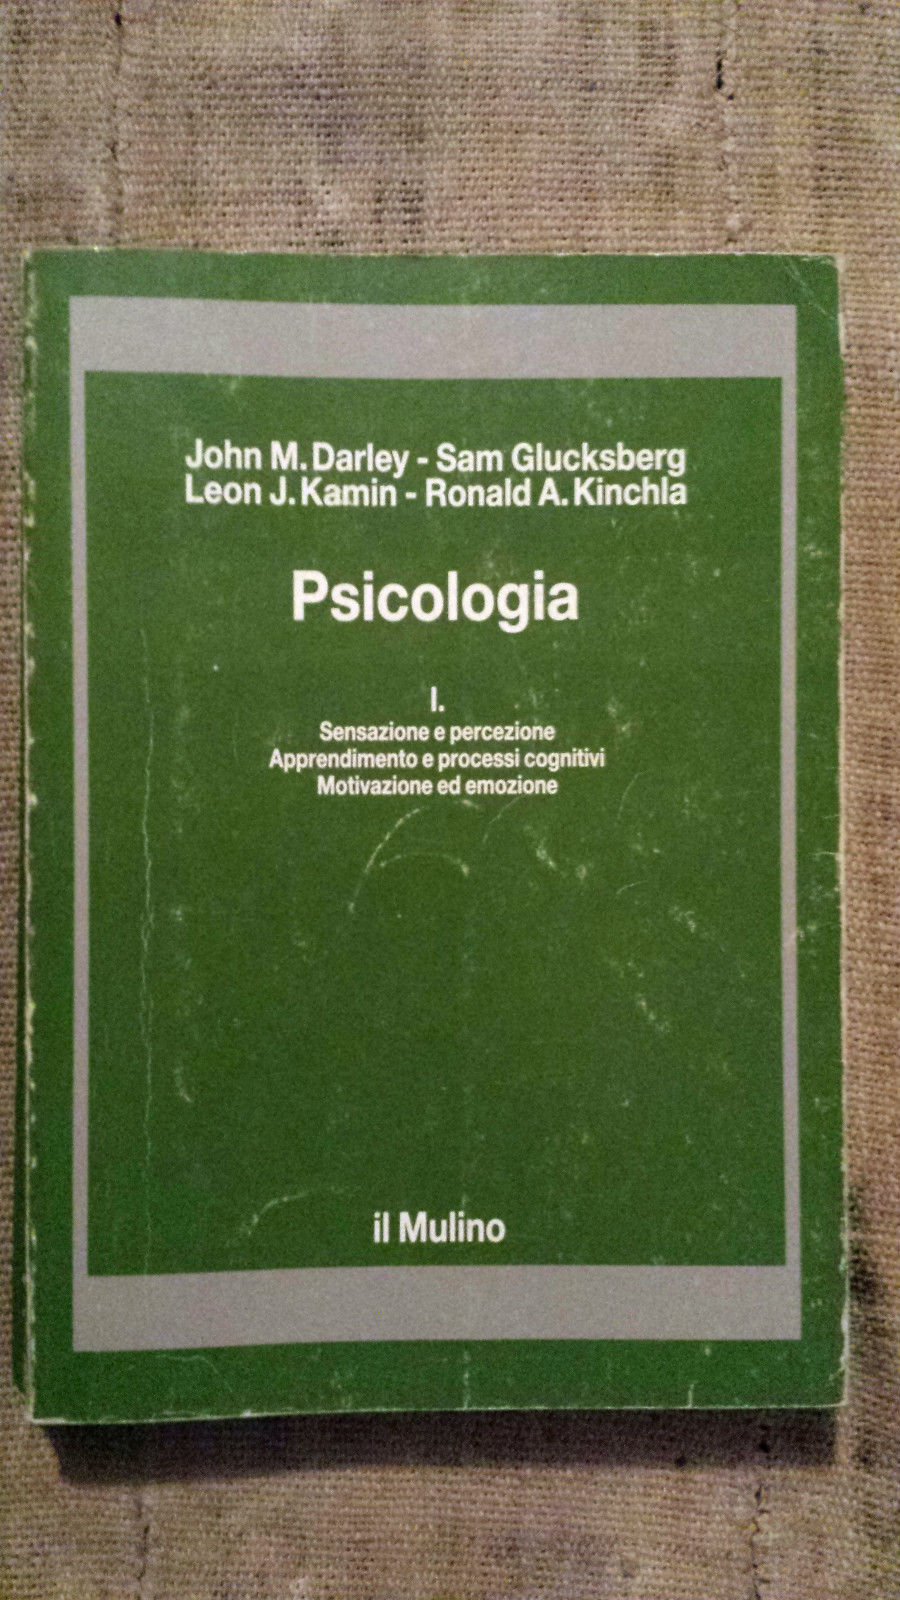 John M. Darley - Sam Glucksberg
Leon J. Kamin - Ronald A. Kinchla
Psicologia
I.
Sensazione e percezione
Apprendimento e processi cognitivi
Motivazione ed emozione
il Mulino